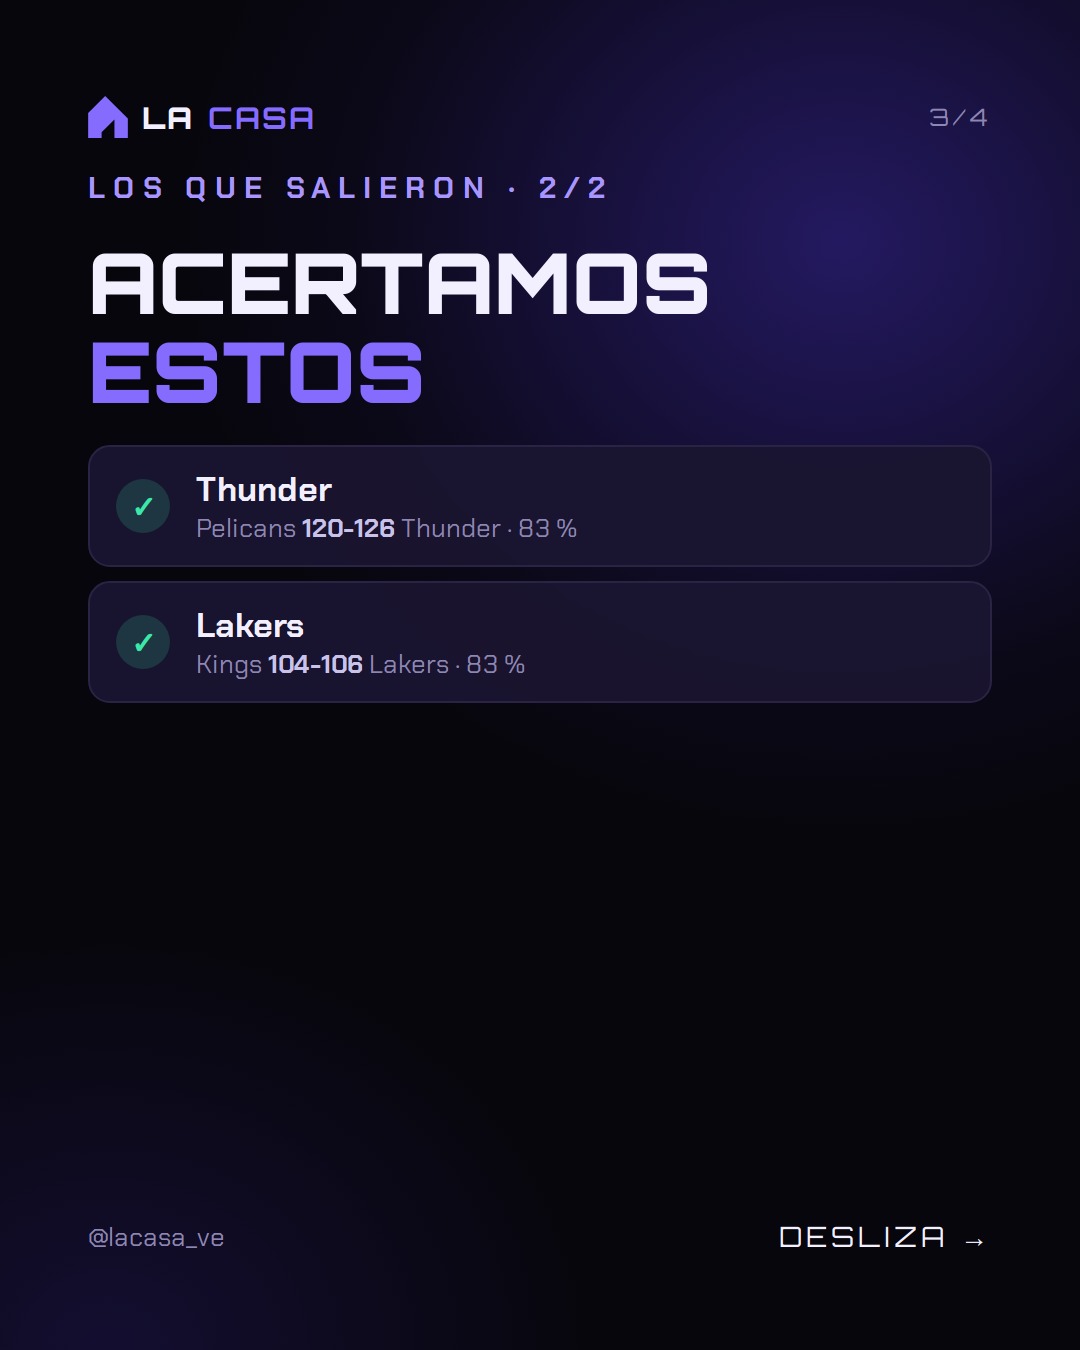 LA CASA
3/4
LOS QUE SALIERON · 2/2
ACERTAMOS
ESTOS
✓
Thunder
Pelicans 120-126 Thunder · 83 %
✓
Lakers
Kings 104-106 Lakers · 83 %
@lacasa_ve
DESLIZA →